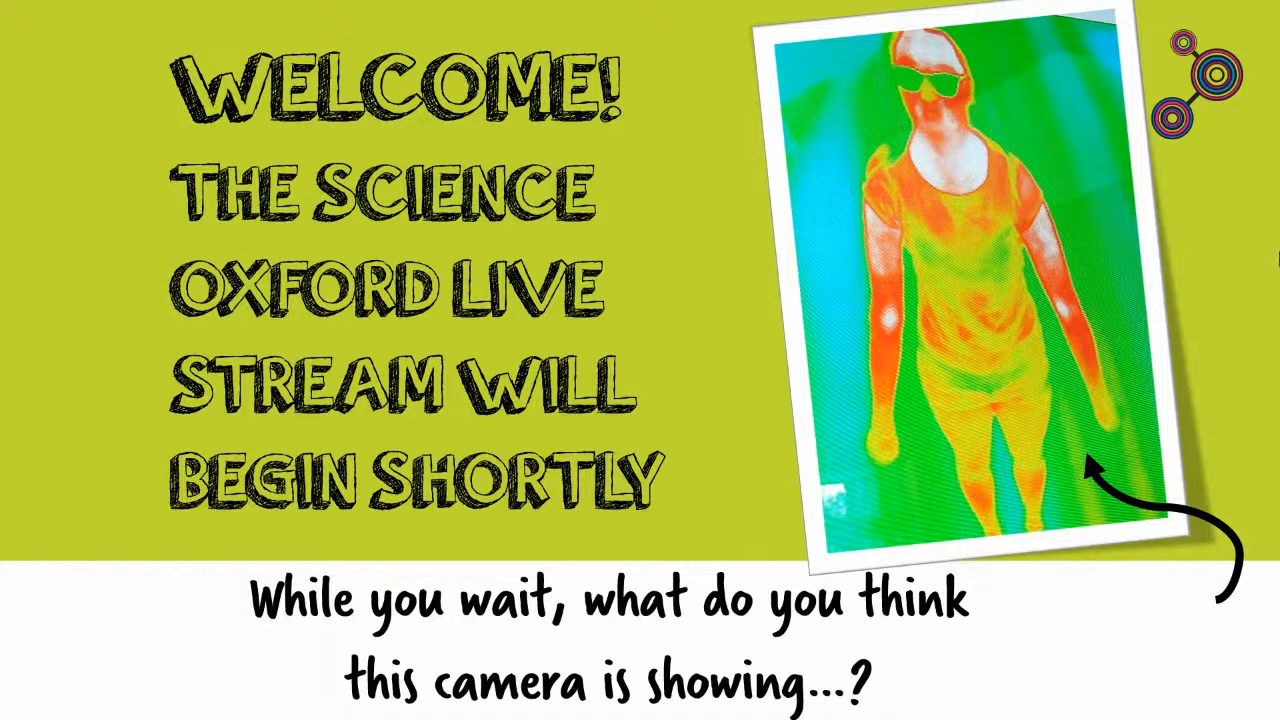 WELCOME!
THE SCIENCE
OXFORD LIVE
STREAM WILL
BEGIN SHORTLY
While you wait, what do you think
this camera is showing...?